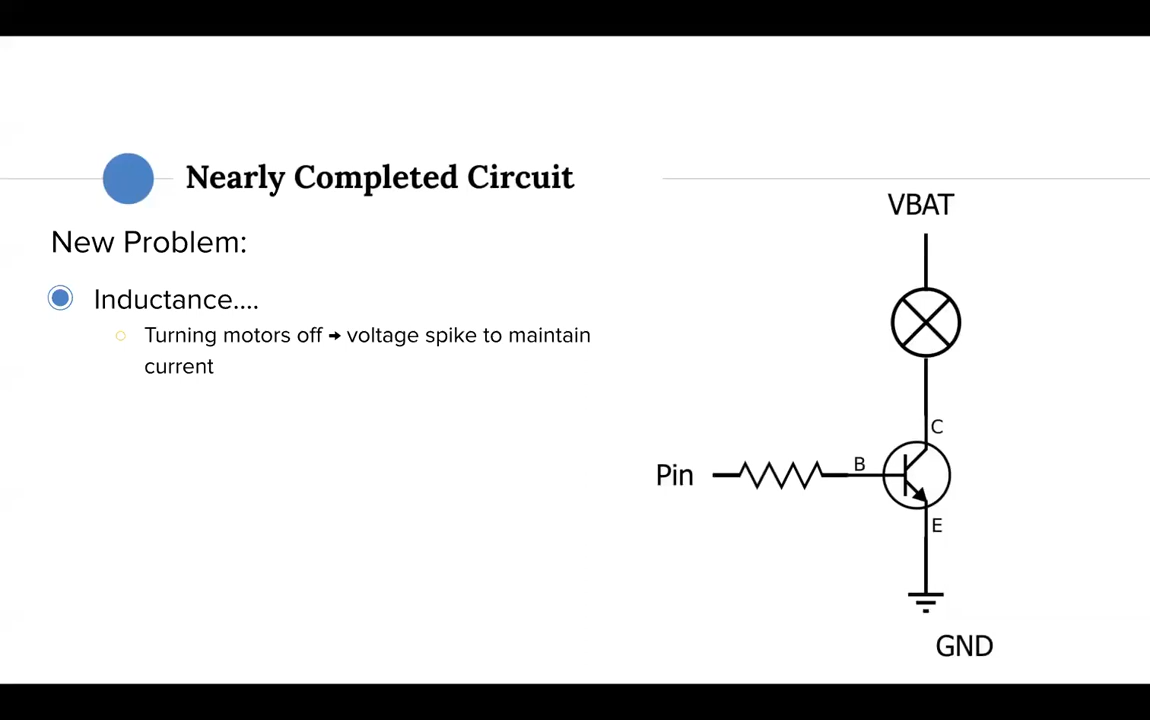 Nearly Completed Circuit
VBAT
New Problem:
Inductance....
Turning motors off → voltage spike to maintain
current
C
B
Pin
E
GND